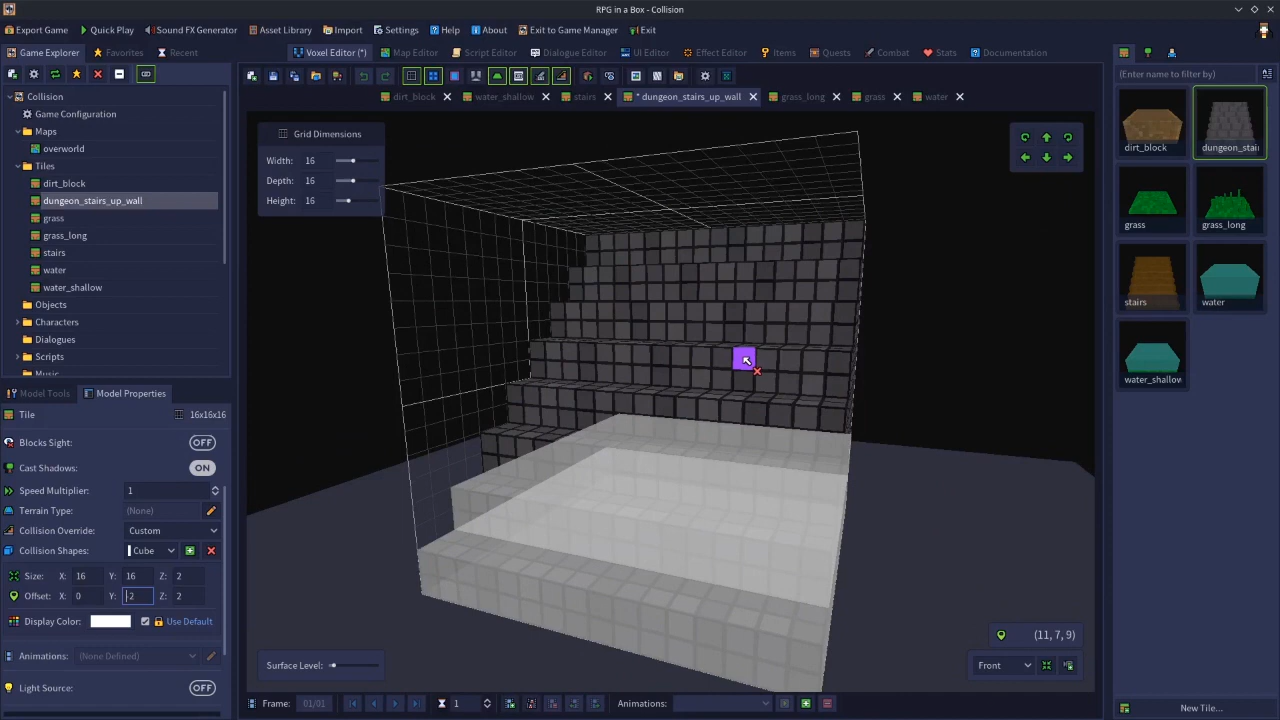 RPG in a Box - Collision
Export Game Quick Play Sound FX Generator Asset Library Settings Help About Exit to Game Manager Exit
Game Explorer Favorites Recent
Voxel Editor (*) Map Editor Script Editor Dialogue Editor UI Editor Effect Editor Items Quests Combat Stats Documentation
dirt_block water_shallow stairs * dungeon_stairs_up_wall grass_long grass water
(Enter name to filter by)
Collision
Game Configuration
Maps
overworld
Tiles
dirt_block
dungeon_stairs_up_wall
grass
grass_long
stairs
water
water_shallow
Objects
Characters
Dialogues
Scripts
Music
Grid Dimensions
Width: 16
Depth: 16
Height: 16
dirt_block dungeon_stair
grass grass_long
stairs water
water_shallow
Model Tools Model Properties
Tile 16x16x16
Blocks Sight: OFF
Cast Shadows: ON
Speed Multiplier: 1
Terrain Type: (None)
Collision Override: Custom
Collision Shapes: Cube
Size: X: 16 Y: 16 Z: 2
Offset: X: 0 Y: -2 Z: 2
Display Color: Use Default
Animations: (None Defined)
Light Source: OFF
(11, 7, 9)
Surface Level:
Front
Frame: 01/01 1 Animations:
New Tile...